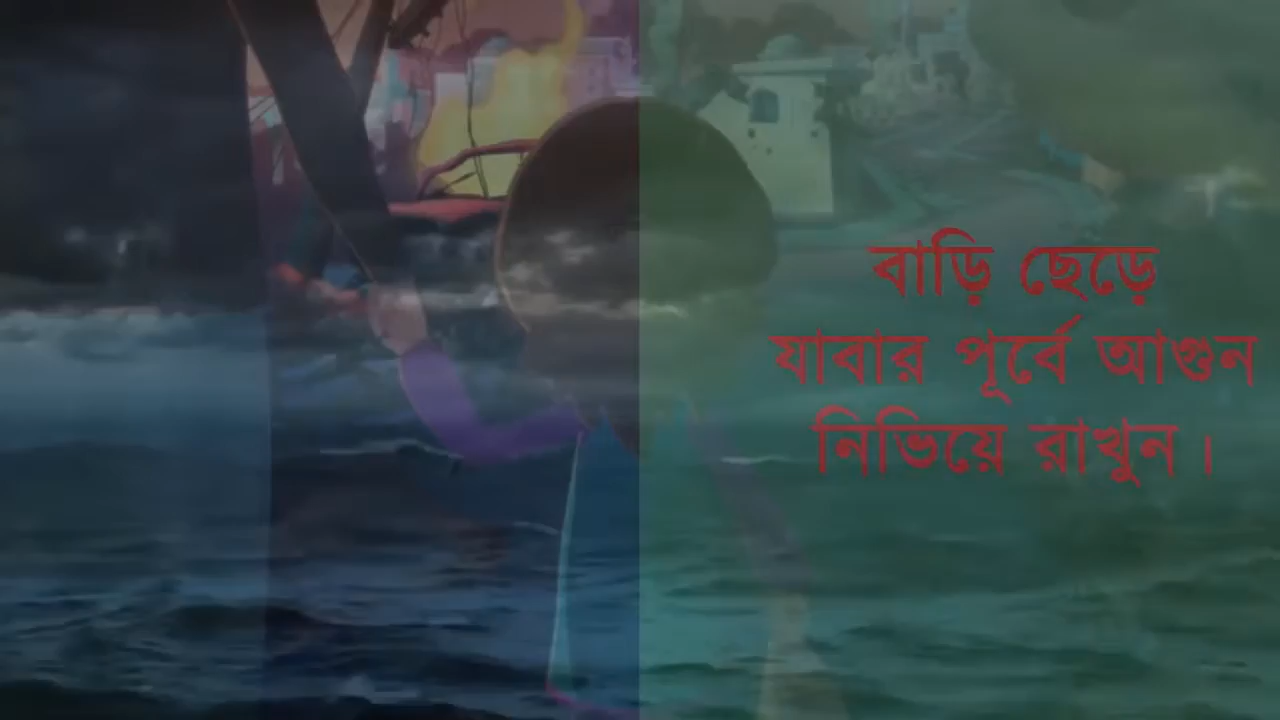 বাড়ি ছেড়ে
যাবার পূর্বে আগুন
নিভিয়ে রাখুন।